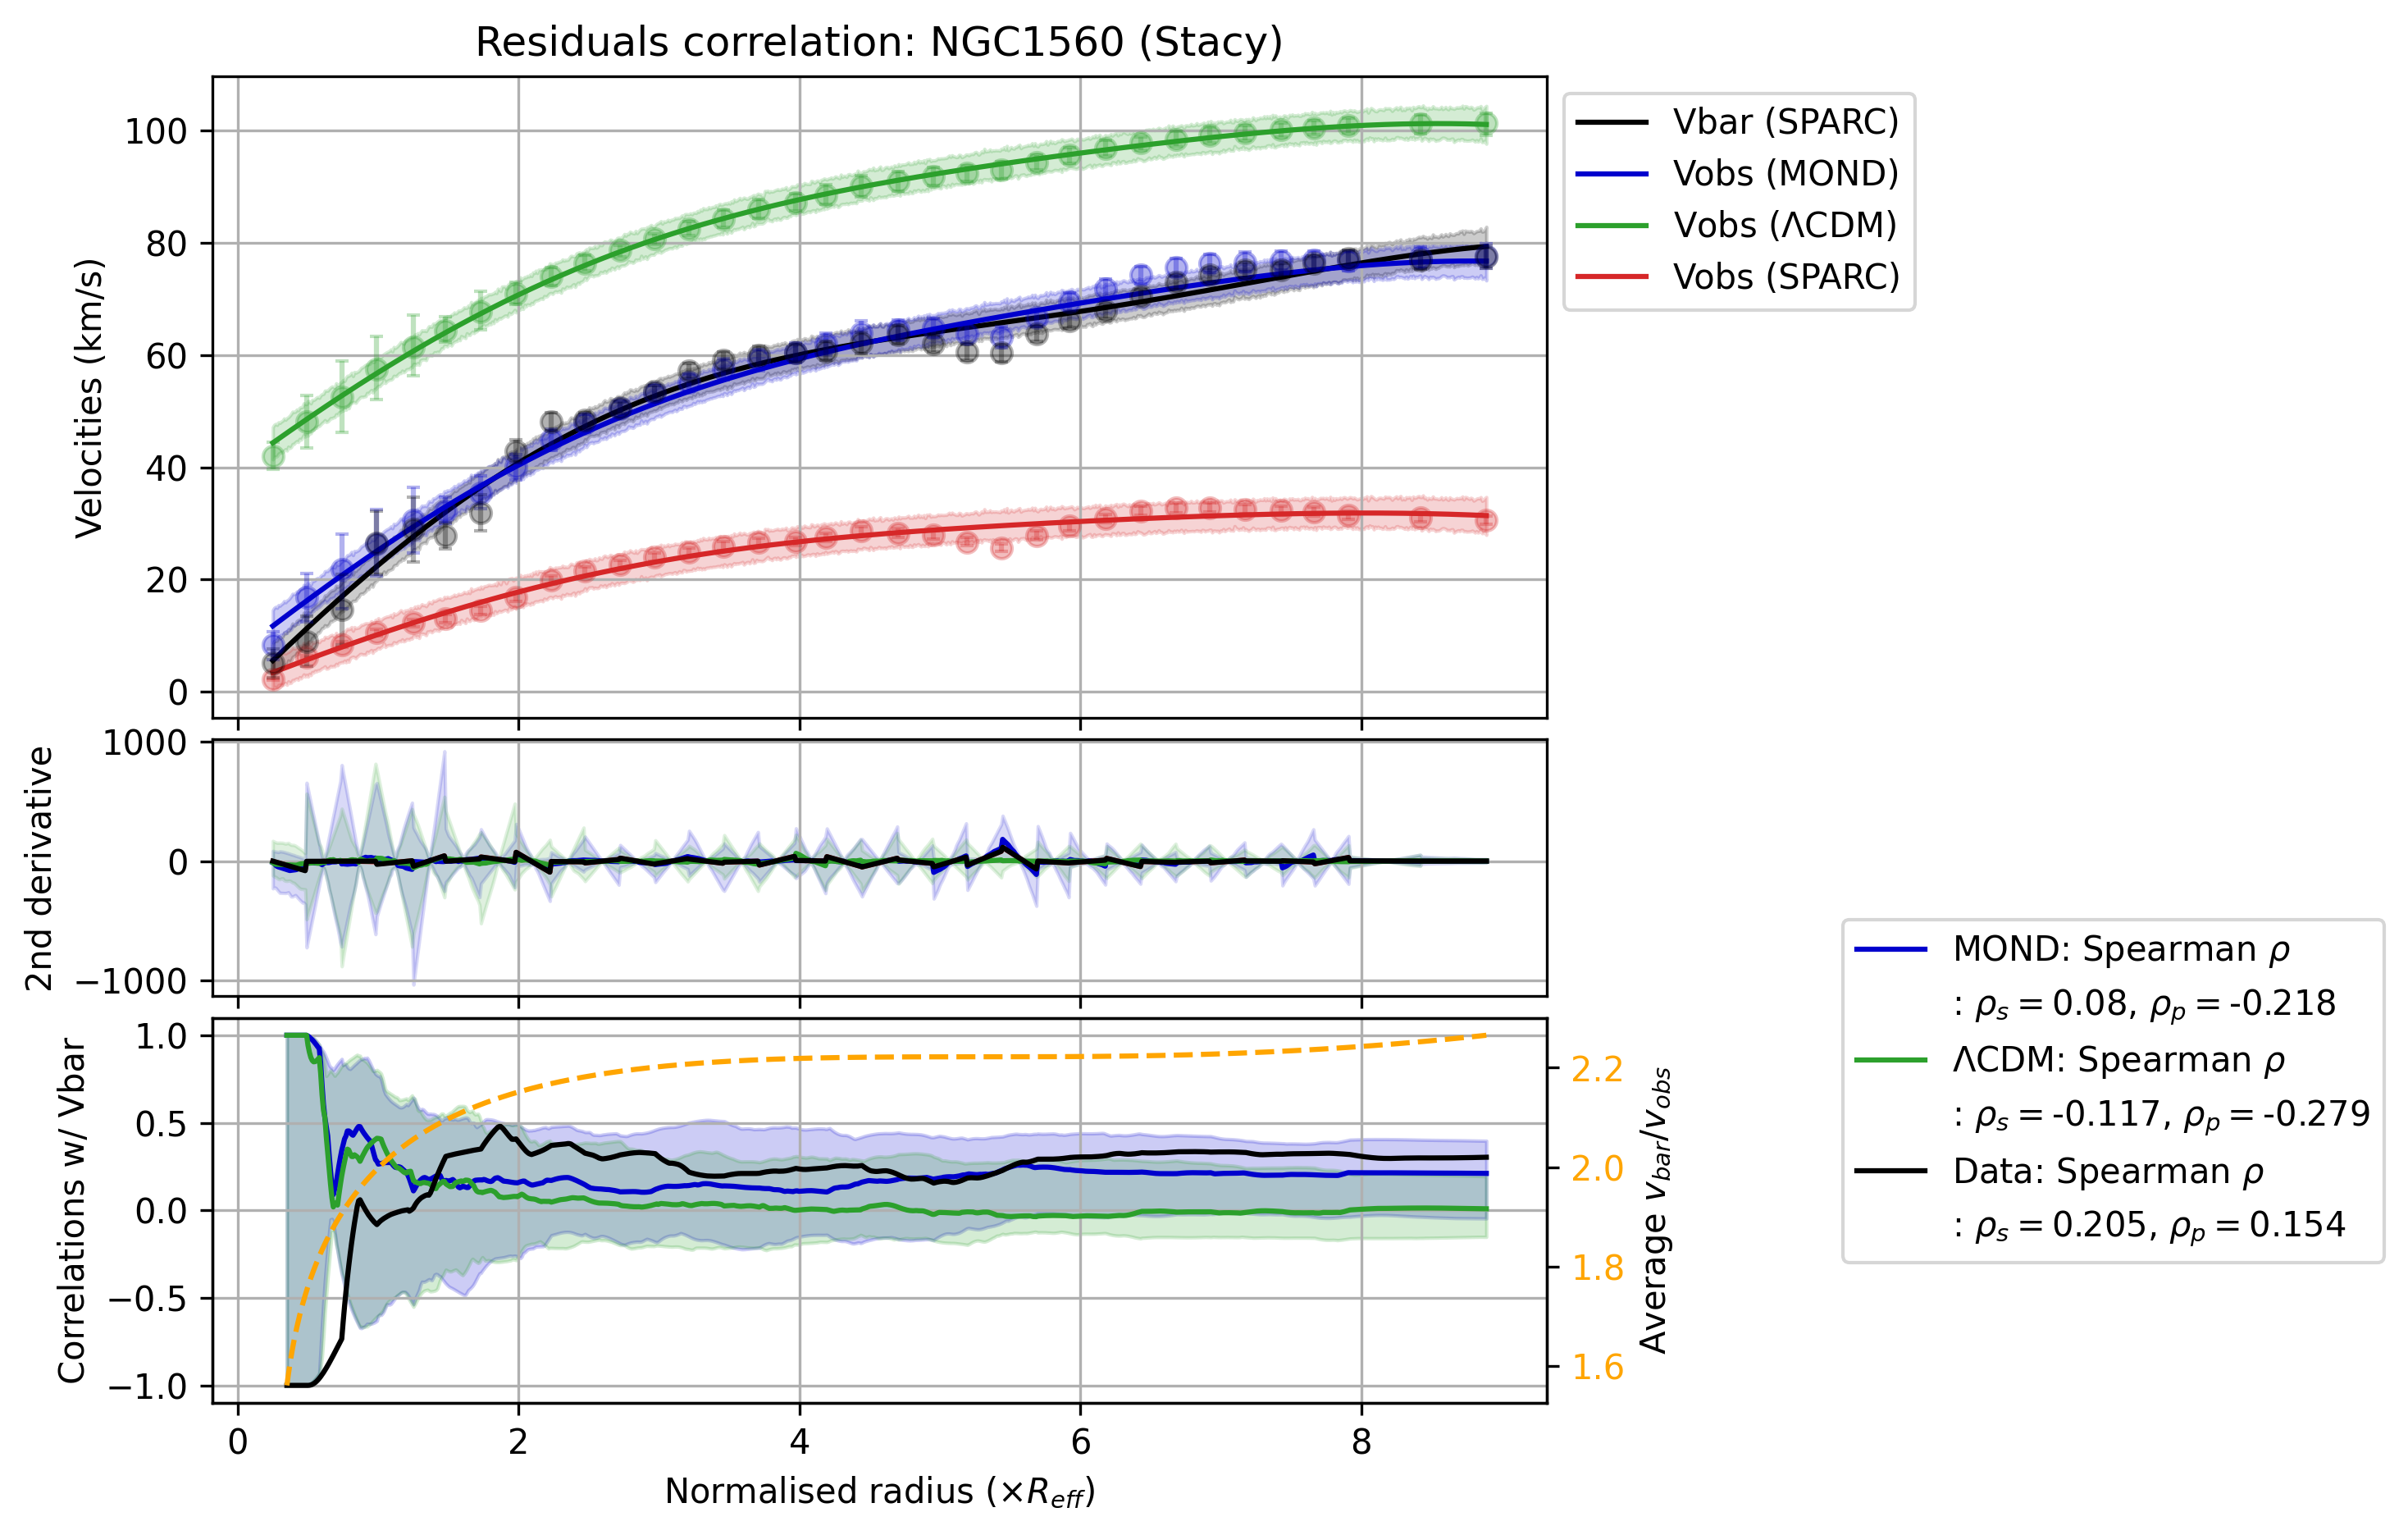 Residuals correlation: NGC1560 (Stacy)
Velocities (km/s)
100
80
60
40
20
0
Vbar (SPARC)
Vobs (MOND)
Vobs (ΛCDM)
Vobs (SPARC)
2nd derivative
1000
0
−1000
Correlations w/ Vbar
1.0
0.5
0.0
−0.5
−1.0
2.2
2.0
1.8
1.6
Average v_bar/v_obs
MOND: Spearman ρ
: ρ_s = 0.08, ρ_p = -0.218
ΛCDM: Spearman ρ
: ρ_s = -0.117, ρ_p = -0.279
Data: Spearman ρ
: ρ_s = 0.205, ρ_p = 0.154
0 2 4 6 8
Normalised radius (×R_eff)